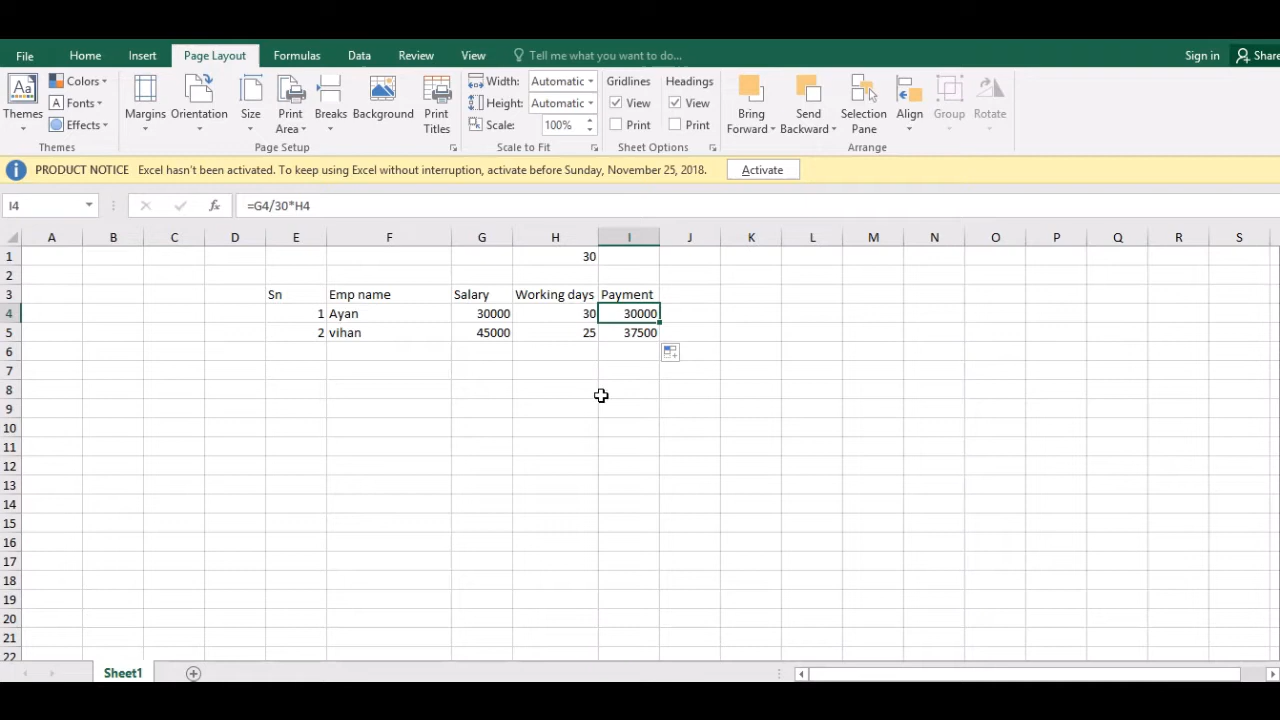 File Home Insert Page Layout Formulas Data Review View Tell me what you want to do... Sign in Share
Themes Colors Fonts Effects Themes
Margins Orientation Size Print Area Breaks Background Print Titles Page Setup
Width: Automatic Height: Automatic Scale: 100% Scale to Fit
Gridlines View Print Headings View Print Sheet Options
Bring Forward Send Backward Selection Pane Align Group Rotate Arrange
PRODUCT NOTICE Excel hasn't been activated. To keep using Excel without interruption, activate before Sunday, November 25, 2018. Activate
I4 fx =G4/30*H4
A B C D E F G H I J K L M N O P Q R S
1 30
2
3 Sn Emp name Salary Working days Payment
4 1 Ayan 30000 30 30000
5 2 vihan 45000 25 37500
6
7
8
9
10
11
12
13
14
15
16
17
18
19
20
21
22
Sheet1